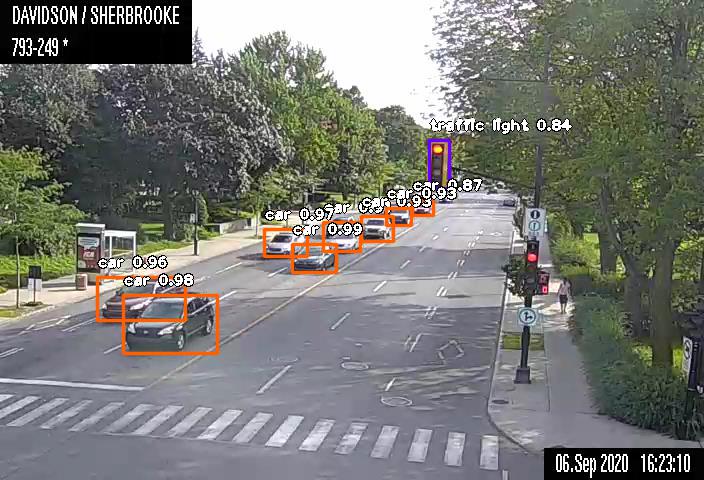 DAVIDSON / SHERBROOKE
793-249 *
traffic light 0.84
car 0.87
car 0.93
car 0.93
car 0.97
car 0.99
car 0.96
car 0.98
06.Sep 2020 16:23:10